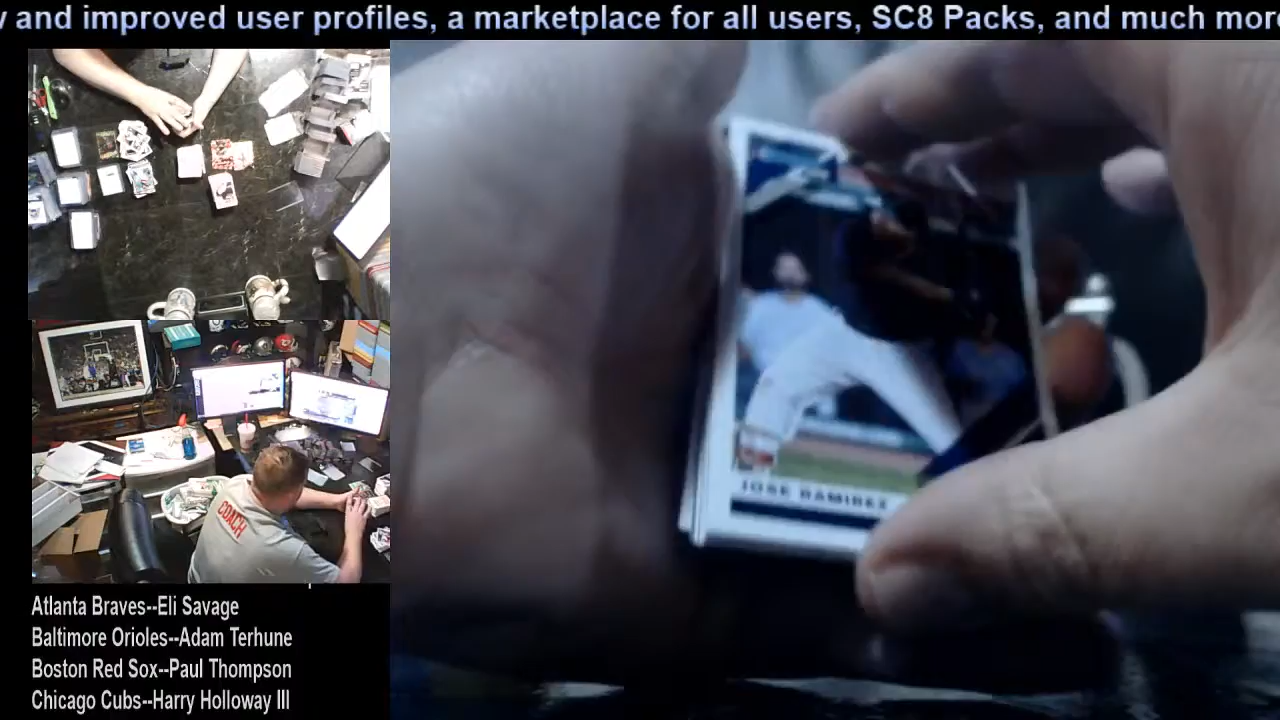 w and improved user profiles, a marketplace for all users, SC8 Packs, and much mor
COACH
JOSE RAMIREZ
Atlanta Braves--Eli Savage
Baltimore Orioles--Adam Terhune
Boston Red Sox--Paul Thompson
Chicago Cubs--Harry Holloway III